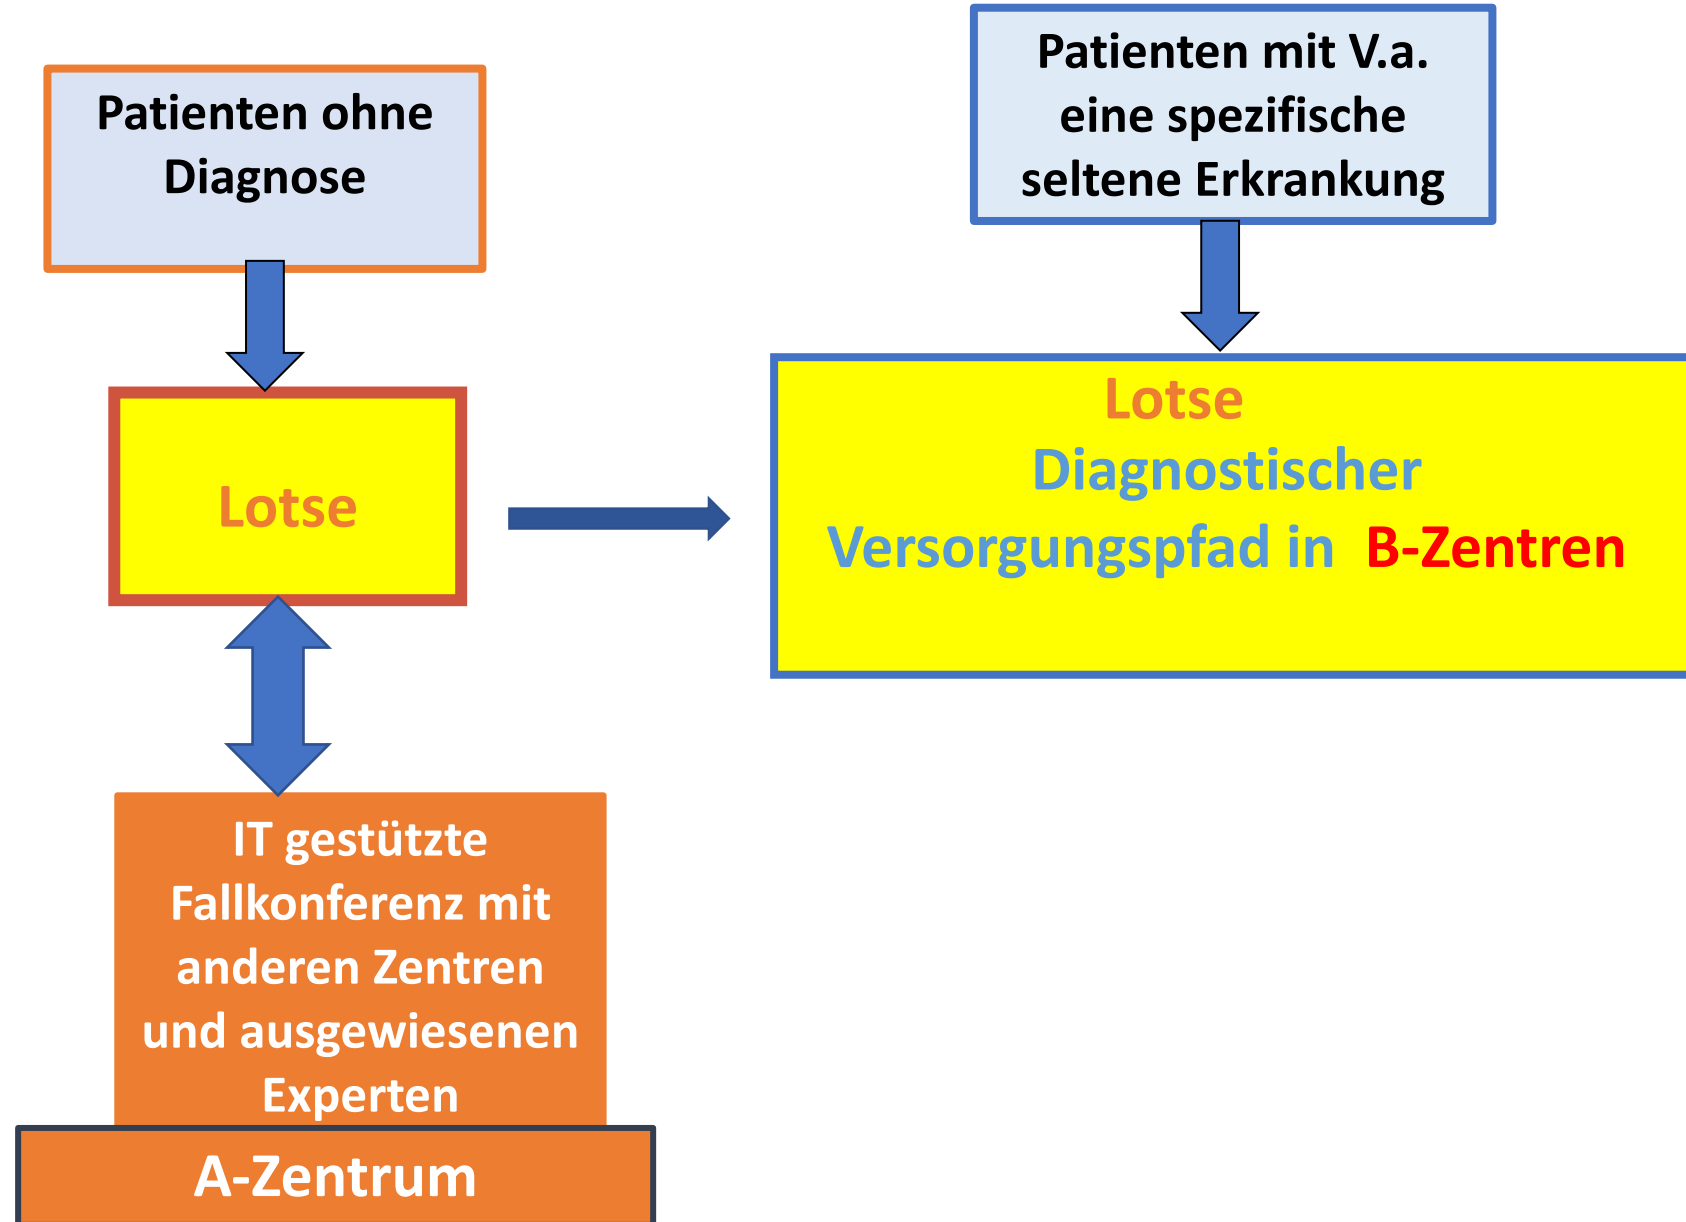 Patienten ohne
Diagnose
Patienten mit V.a.
eine spezifische
seltene Erkrankung
Lotse
Lotse
Diagnostischer
Versorgungspfad in B-Zentren
IT gestützte
Fallkonferenz mit
anderen Zentren
und ausgewiesenen
Experten
A-Zentrum